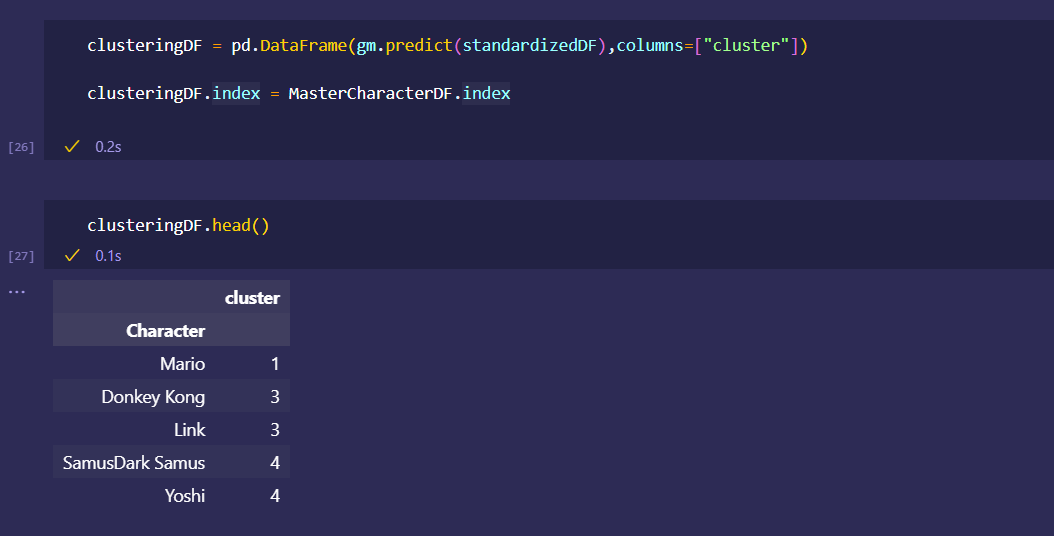 clusteringDF = pd.DataFrame(gm.predict(standardizedDF),columns=["cluster"])
clusteringDF.index = MasterCharacterDF.index
[26] 0.2s
clusteringDF.head()
[27] 0.1s
...
cluster
Character
Mario 1
Donkey Kong 3
Link 3
SamusDark Samus 4
Yoshi 4